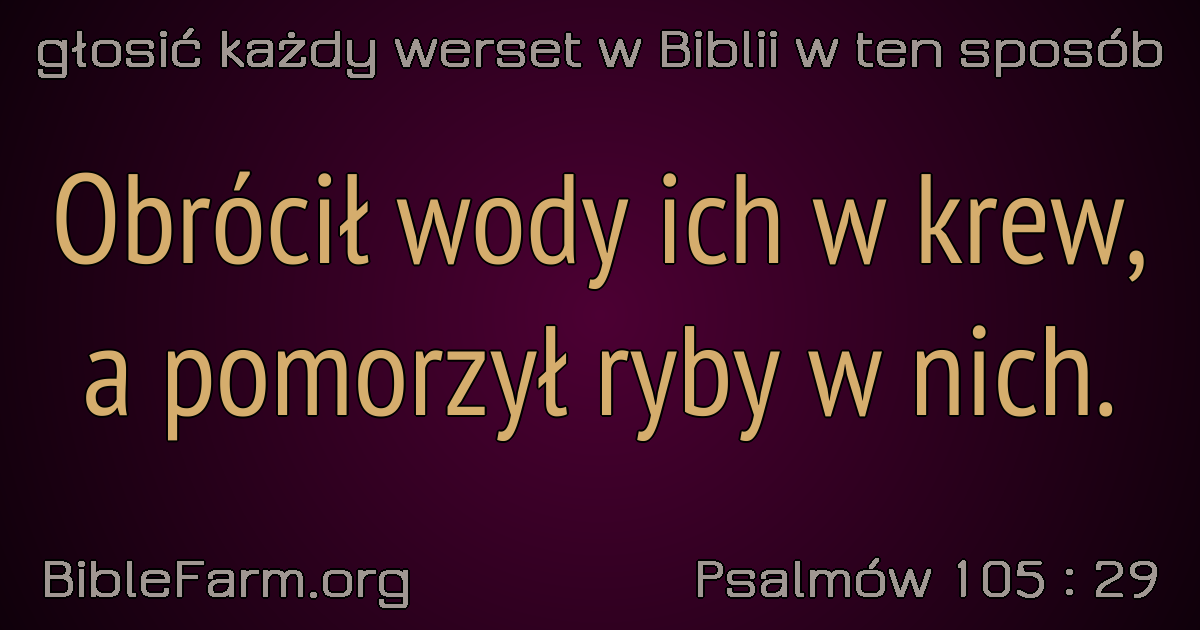 głosić każdy werset w Biblii w ten sposób
Obrócił wody ich w krew,
a pomorzył ryby w nich.
BibleFarm.org
Psalmów 105 : 29